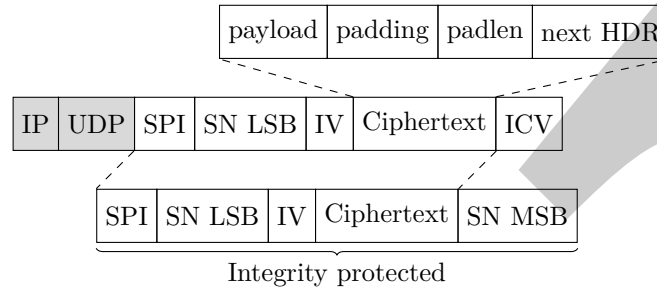 payload padding padlen next HDR
IP UDP SPI SN LSB IV Ciphertext ICV
SPI SN LSB IV Ciphertext SN MSB
Integrity protected